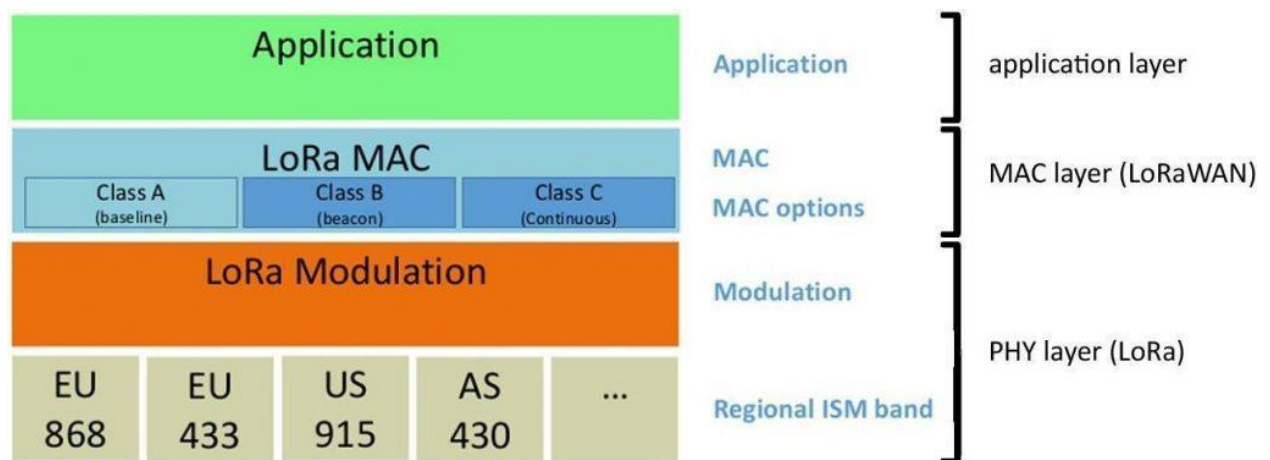 Application
Application
application layer
LoRa MAC
Class A
(baseline)
Class B
(beacon)
Class C
(Continuous)
MAC
MAC options
MAC layer (LoRaWAN)
LoRa Modulation
Modulation
PHY layer (LoRa)
EU
868
EU
433
US
915
AS
430
...
Regional ISM band